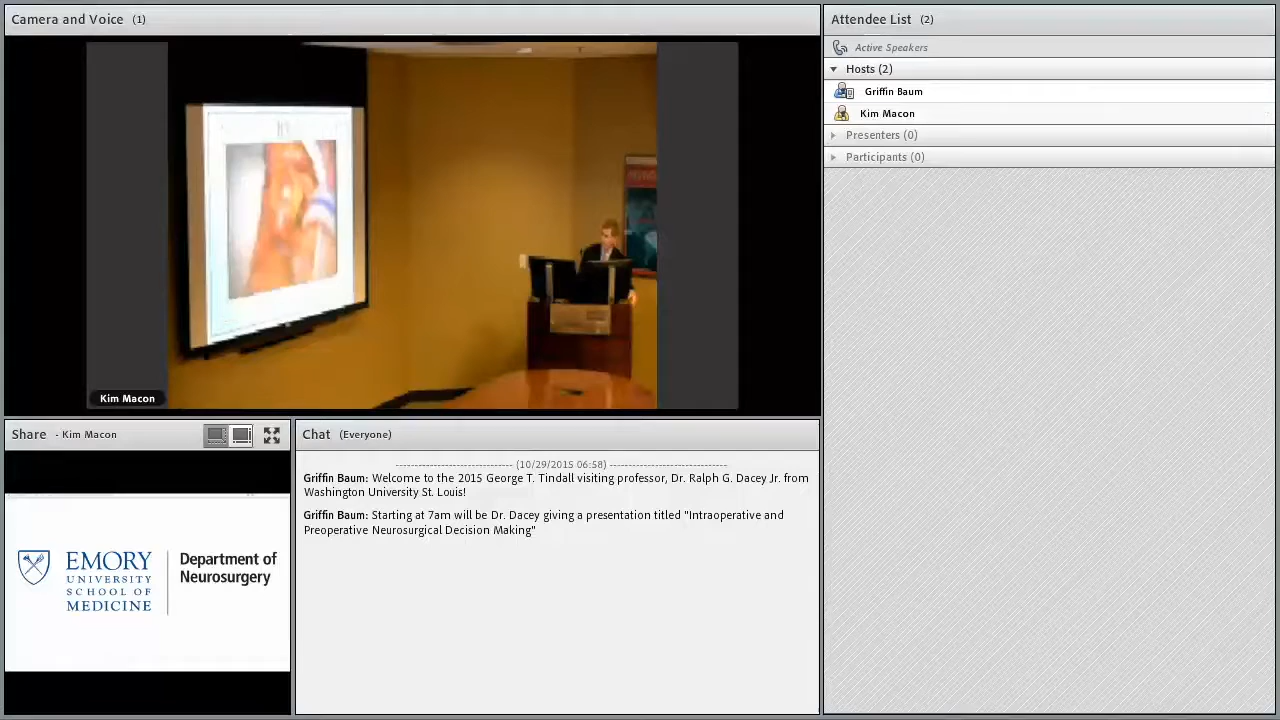 Camera and Voice (1)
Kim Macon
Attendee List (2)
Active Speakers
Hosts (2)
Griffin Baum
Kim Macon
Presenters (0)
Participants (0)
Share - Kim Macon
EMORY
UNIVERSITY
SCHOOL OF
MEDICINE
Department of
Neurosurgery
Chat (Everyone)
(10/29/2015 06:58)
Griffin Baum: Welcome to the 2015 George T. Tindall visiting professor, Dr. Ralph G. Dacey Jr. from
Washington University St. Louis!
Griffin Baum: Starting at 7am will be Dr. Dacey giving a presentation titled "Intraoperative and
Preoperative Neurosurgical Decision Making"